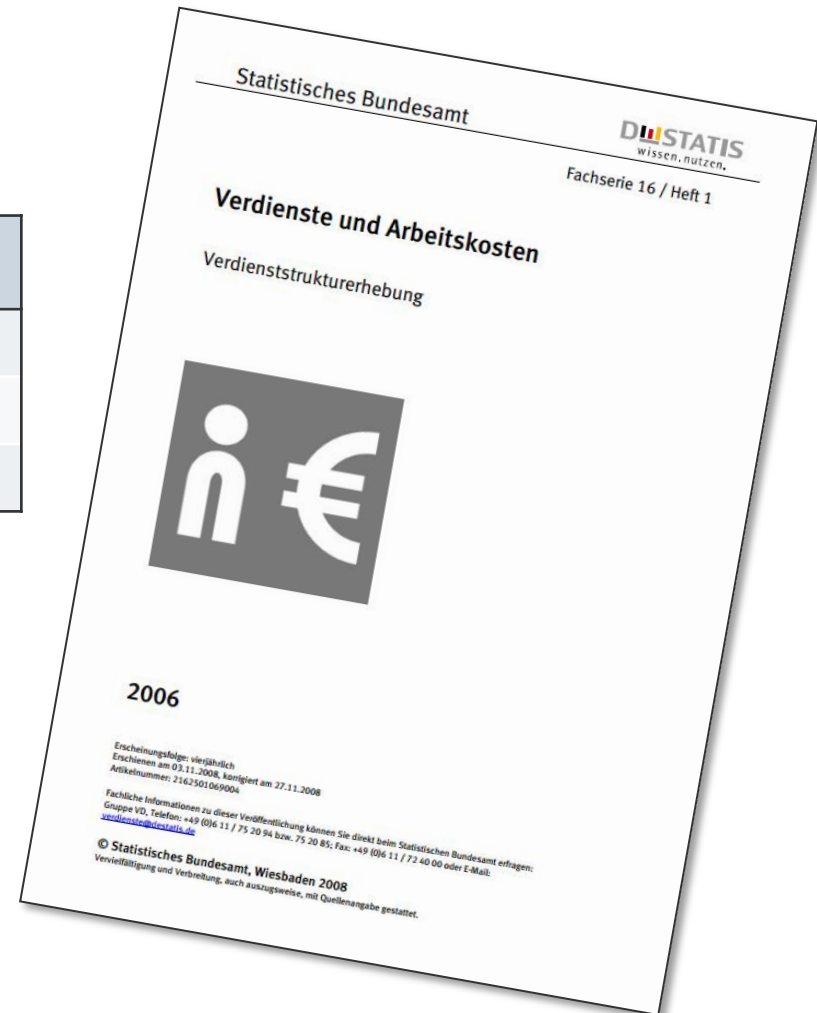 Statistisches Bundesamt
DESTATIS
wissen.nutzen.
Fachserie 16 / Heft 1
Verdienste und Arbeitskosten
Verdienststrukturerhebung
2006
Erscheinungsfolge: vierjährlich
Erschienen am 03.11.2008, korrigiert am 27.11.2008
Artikelnummer: 2162501069004
Fachliche Informationen zu dieser Veröffentlichung können Sie direkt beim Statistischen Bundesamt erfragen:
Gruppe VD, Telefon: +49 (0)6 11 / 75 20 94 bzw. 75 20 85; Fax: +49 (0)6 11 / 72 40 00 oder E-Mail:
verdienste@destatis.de
© Statistisches Bundesamt, Wiesbaden 2008
Vervielfältigung und Verbreitung, auch auszugsweise, mit Quellenangabe gestattet.